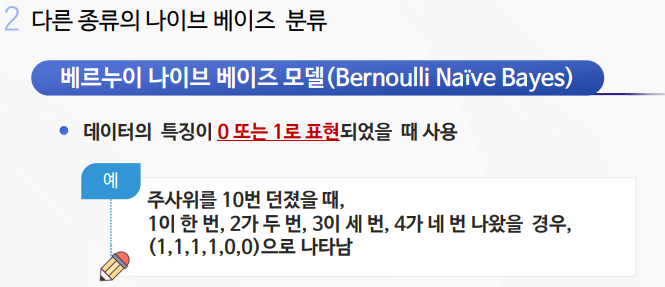 2 다른 종류의 나이브 베이즈 분류
베르누이 나이브 베이즈 모델(Bernoulli Naïve Bayes)
데이터의 특징이 0 또는 1로 표현되었을 때 사용
예
주사위를 10번 던졌을 때,
1이 한 번, 2가 두 번, 3이 세 번, 4가 네 번 나왔을 경우,
(1,1,1,1,0,0)으로 나타남